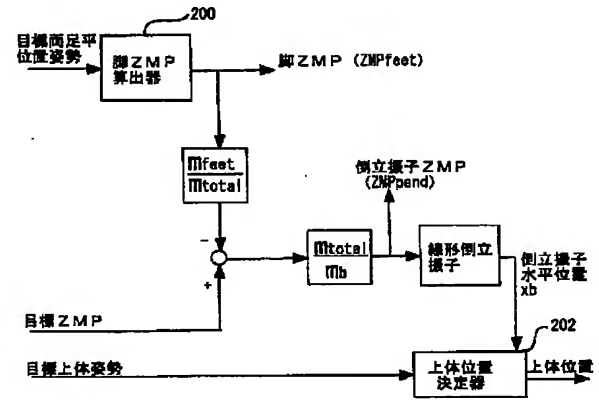 200
目標両足平
位置姿勢
脚ZMP
算出器
脚ZMP (ZMPfeet)
mfeet
mtotal
倒立振子ZMP
(ZMPpend)
-
+
mtotal
mb
線形倒立
振子
倒立振子
水平位置
xb
目標ZMP
202
目標上体姿勢
上体位置
決定器
上体位置